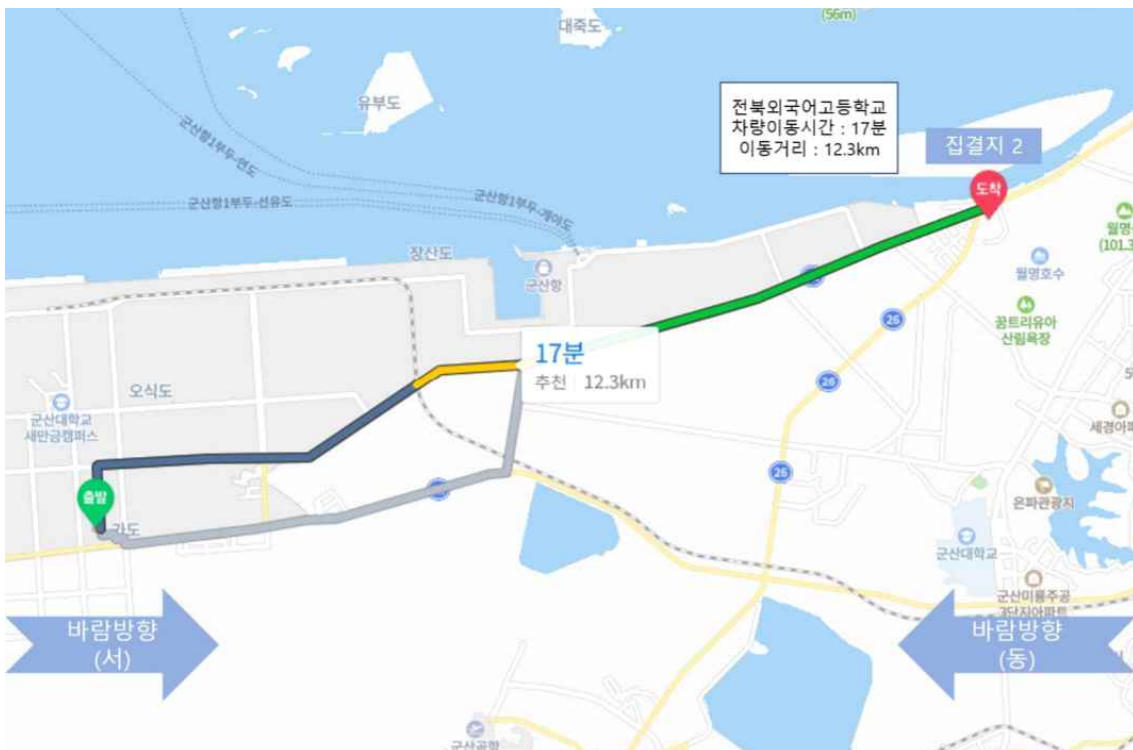 (56m)
대죽도
유부도
전북외국어고등학교
차량이동시간 : 17분
이동거리 : 12.3km
집결지 2
군산항1부두-연도
도착
군산항1부두-선유도
군산항1부두-개야도
월명
(101.3
장산도
군산항
월명호수
26
26
꿈트리유아
산림욕장
17분
추천 12.3km
26
오식도
군산대학교
새만금캠퍼스
세경아파
26
은파관광지
출발
가도
군산대학교
군산미룡주공
3단지아파트
바람방향
(서)
바람방향
(동)
군산공항